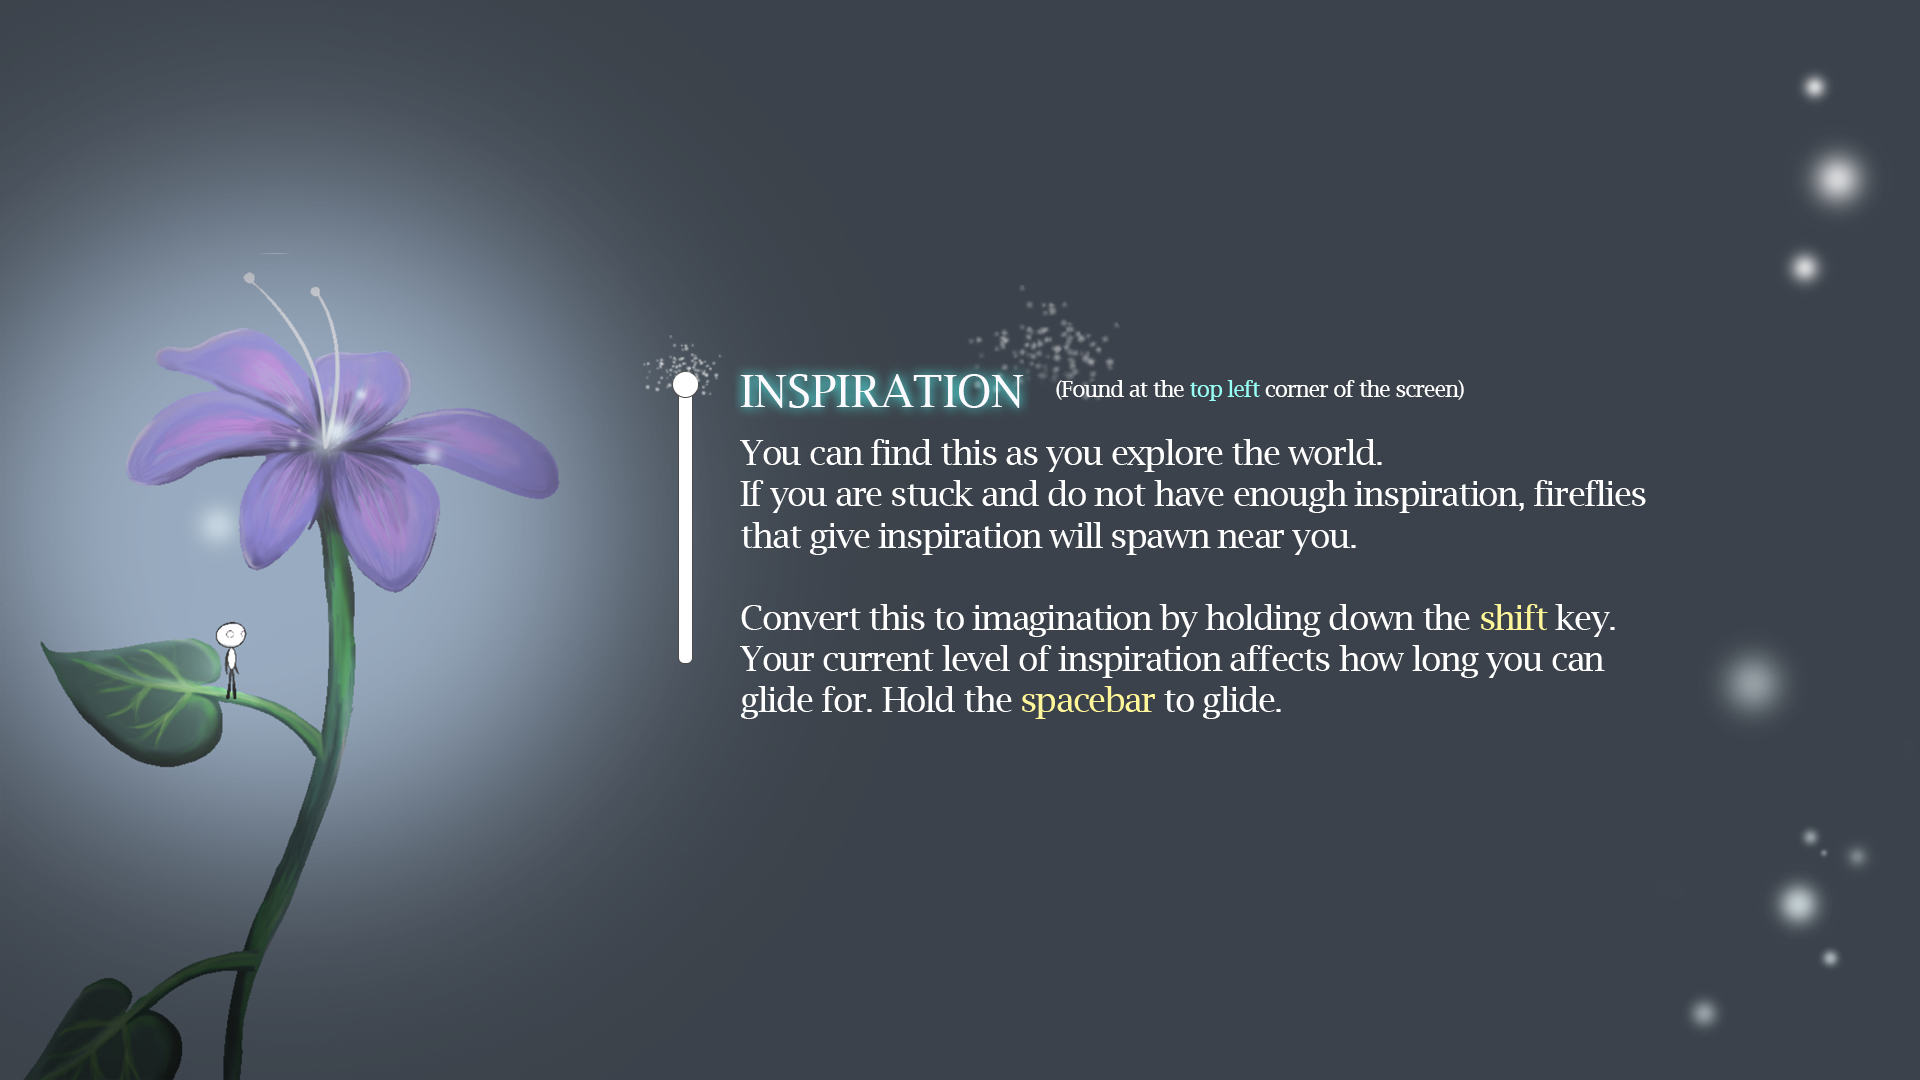 INSPIRATION (Found at the top left corner of the screen)
You can find this as you explore the world.
If you are stuck and do not have enough inspiration, fireflies
that give inspiration will spawn near you.
Convert this to imagination by holding down the shift key.
Your current level of inspiration affects how long you can
glide for. Hold the spacebar to glide.